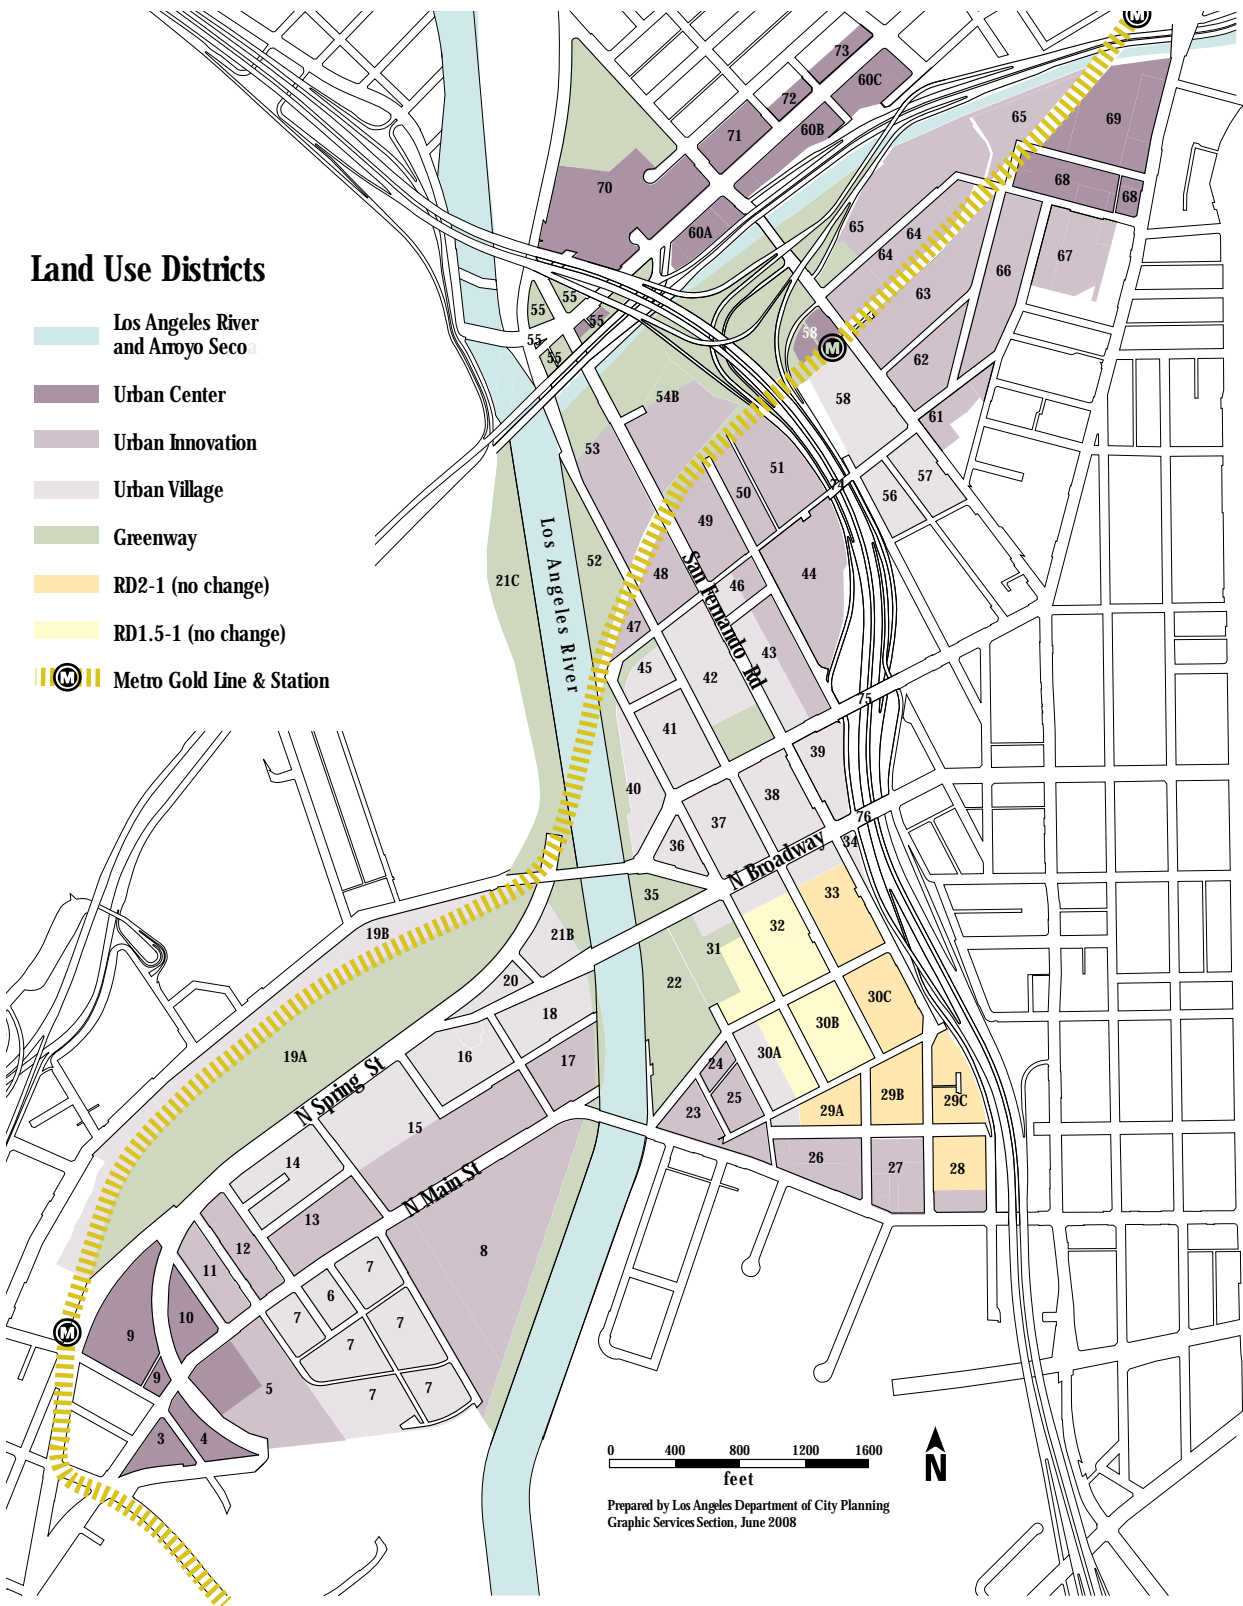 Land Use Districts
Los Angeles River
and Arroyo Seco
Urban Center
Urban Innovation
Urban Village
Greenway
RD2-1 (no change)
RD1.5-1 (no change)
M
Metro Gold Line & Station
M
73
60C
72
60B
71
65
69
70
68
68
60A
65
64
64
67
66
63
55
55
55
55
55
58
M
62
58
54B
61
53
51
57
50
74
56
49
52
48
46
44
21C
Los Angeles River
San Fernando Rd
47
45
43
42
41
75
39
40
38
37
76
36
34
N Broadway
35
33
32
19B
21B
31
20
22
30C
18
30B
16
17
30A
19A
24
N Spring St
25
29B
29C
23
29A
15
14
26
27
28
N Main St
13
12
8
11
7
6
10
7
7
9
7
M
9
5
7
7
3
4
0 400 800 1200 1600
feet
N
Prepared by Los Angeles Department of City Planning
Graphic Services Section, June 2008